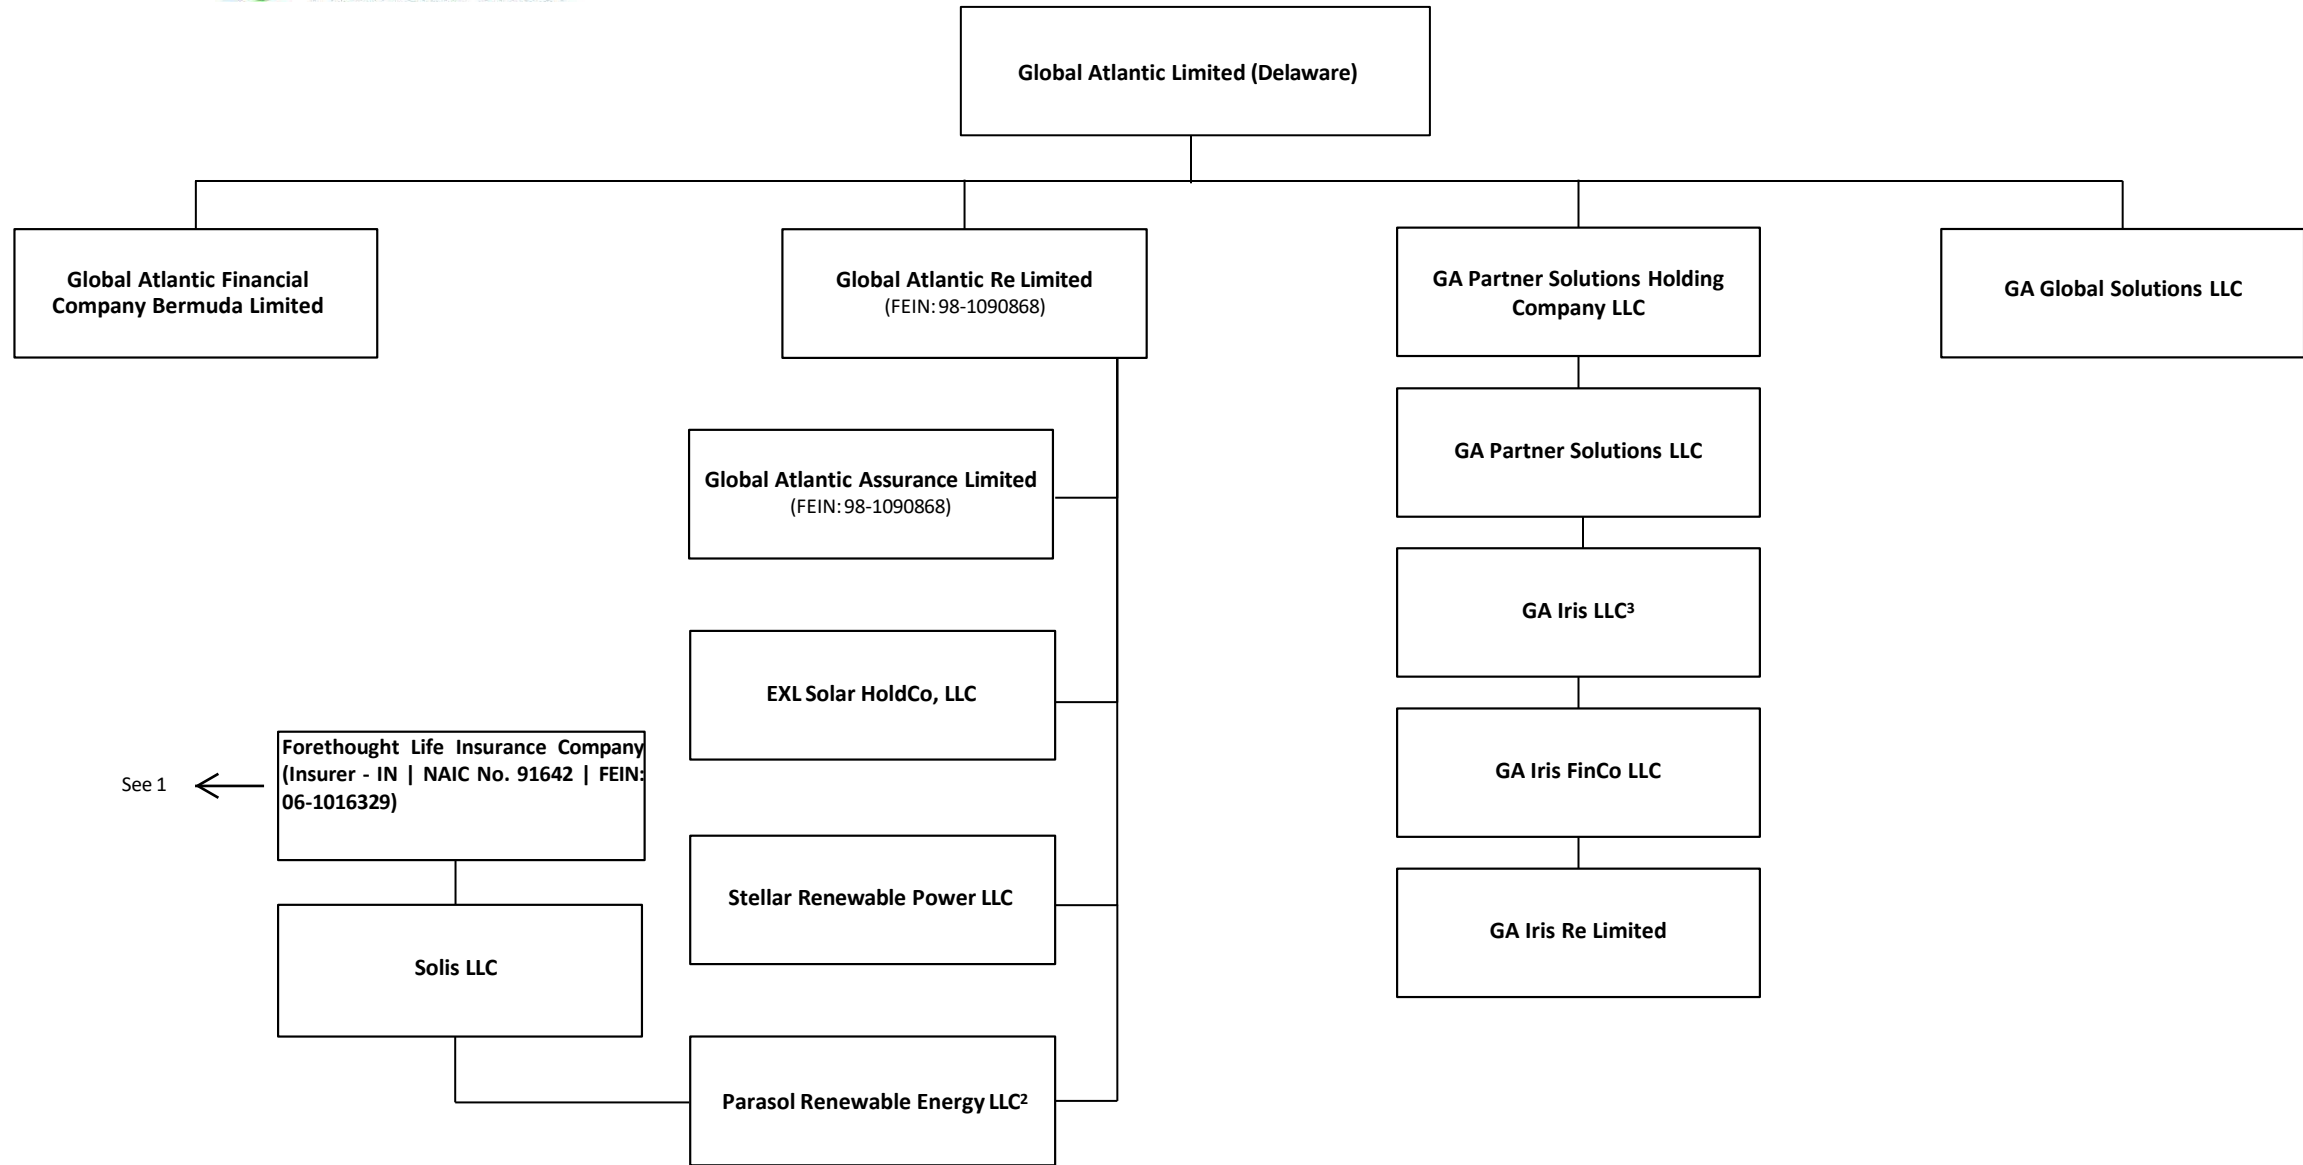 Global Atlantic Limited (Delaware)
Global Atlantic Financial
Company Bermuda Limited
Global Atlantic Re Limited
(FEIN: 98-1090868)
GA Partner Solutions Holding
Company LLC
GA Global Solutions LLC
GA Partner Solutions LLC
Global Atlantic Assurance Limited
(FEIN: 98-1090868)
GA Iris LLC³
EXL Solar HoldCo, LLC
Forethought Life Insurance Company
(Insurer - IN | NAIC No. 91642 | FEIN:
06-1016329)
See 1
GA Iris FinCo LLC
Stellar Renewable Power LLC
GA Iris Re Limited
Solis LLC
Parasol Renewable Energy LLC²